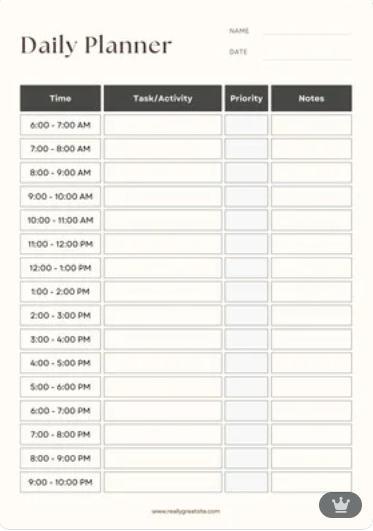 NAME
Daily Planner
DATE
Time Task/Activity Priority Notes
6:00 - 7:00 AM
7:00 - 8:00 AM
8:00 - 9:00 AM
9:00 - 10:00 AM
10:00 - 11:00 AM
11:00 - 12:00 PM
12:00 - 1:00 PM
1:00 - 2:00 PM
2:00 - 3:00 PM
3:00 - 4:00 PM
4:00 - 5:00 PM
5:00 - 6:00 PM
6:00 - 7:00 PM
7:00 - 8:00 PM
8:00 - 9:00 PM
9:00 - 10:00 PM
www.reallygreatsite.com